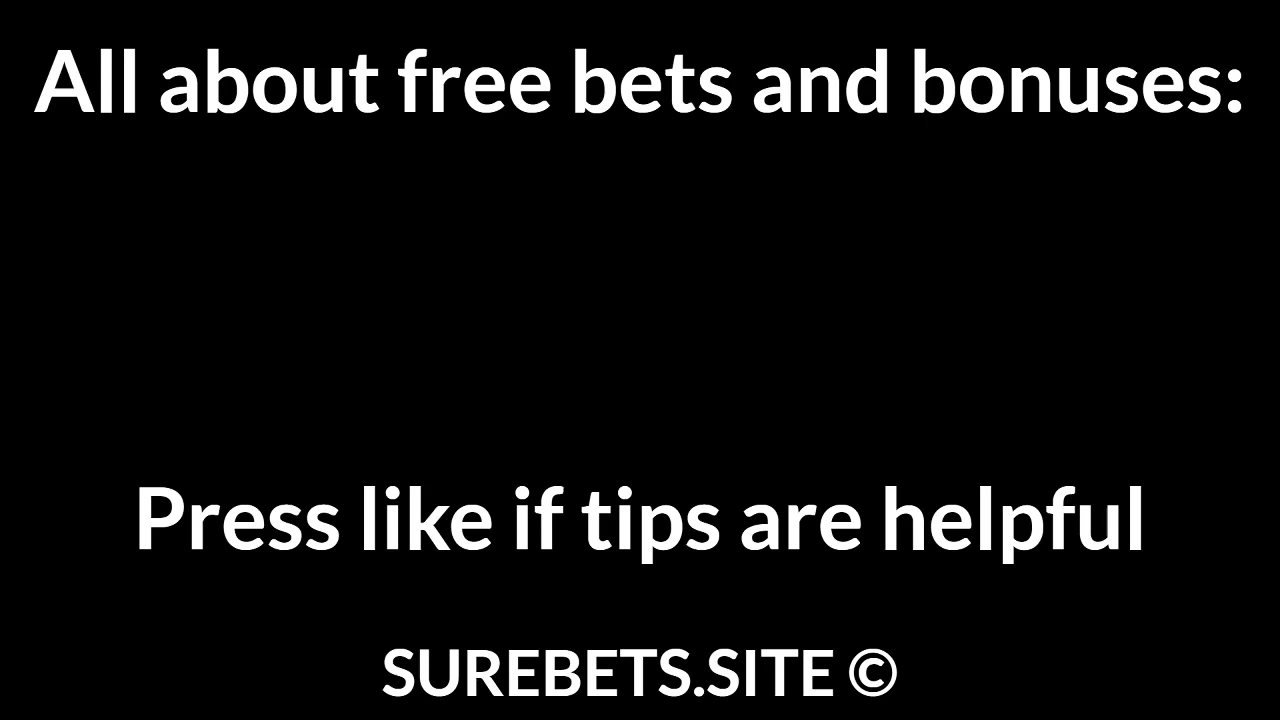 All about free bets and bonuses:
Press like if tips are helpful
SUREBETS.SITE ©